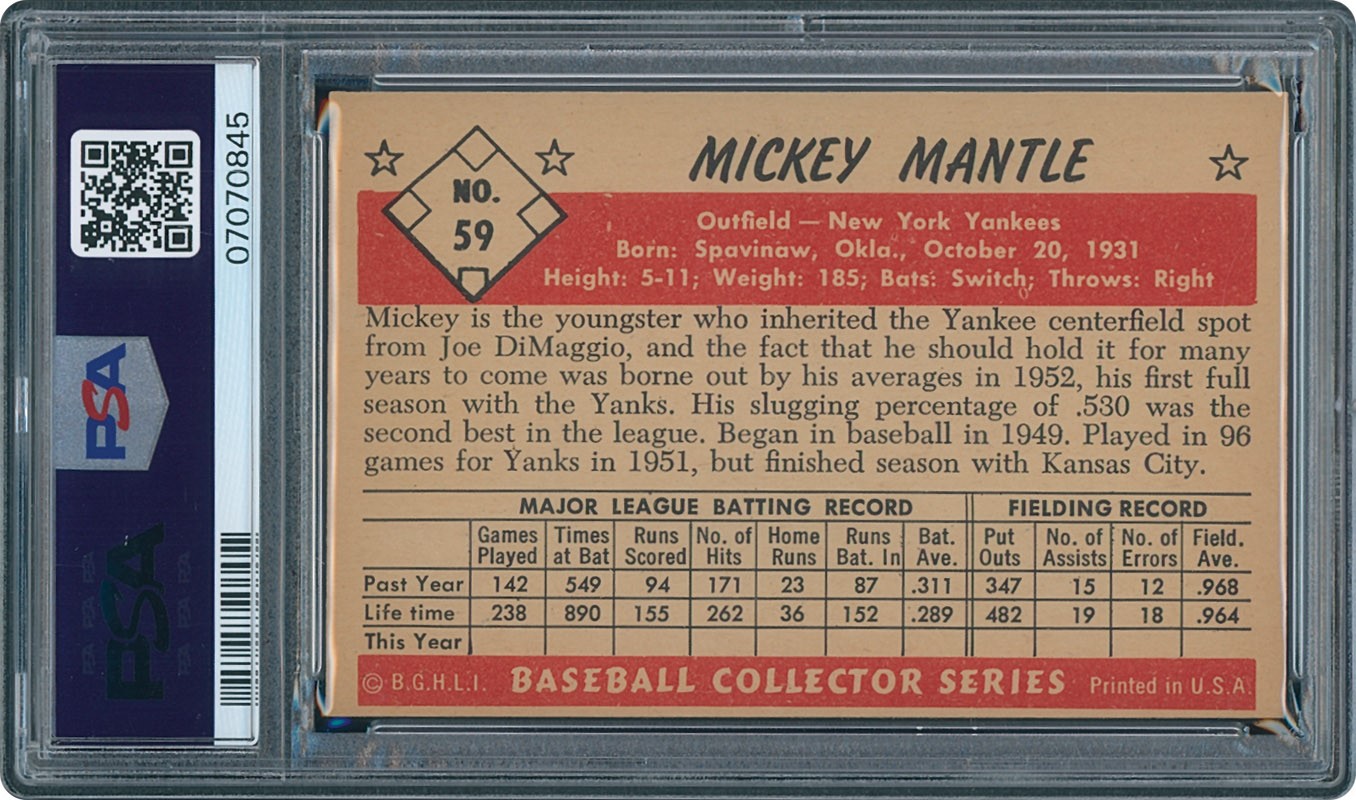 07070845
PSA
PSA
MICKEY MANTLE
NO.
59
Outfield — New York Yankees
Born: Spavinaw, Okla., October 20, 1931
Height: 5-11; Weight: 185; Bats: Switch; Throws: Right
Mickey is the youngster who inherited the Yankee centerfield spot
from Joe DiMaggio, and the fact that he should hold it for many
years to come was borne out by his averages in 1952, his first full
season with the Yanks. His slugging percentage of .530 was the
second best in the league. Began in baseball in 1949. Played in 96
games for Yanks in 1951, but finished season with Kansas City.
MAJOR LEAGUE BATTING RECORD FIELDING RECORD
Games Times Runs No. of Home Runs Bat. Put No. of No. of Field.
Played at Bat Scored Hits Runs Bat. In Ave. Outs Assists Errors Ave.
Past Year 142 549 94 171 23 87 .311 347 15 12 .968
Life time 238 890 155 262 36 152 .289 482 19 18 .964
This Year
© B.G.H.L.I. BASEBALL COLLECTOR SERIES Printed in U.S.A.